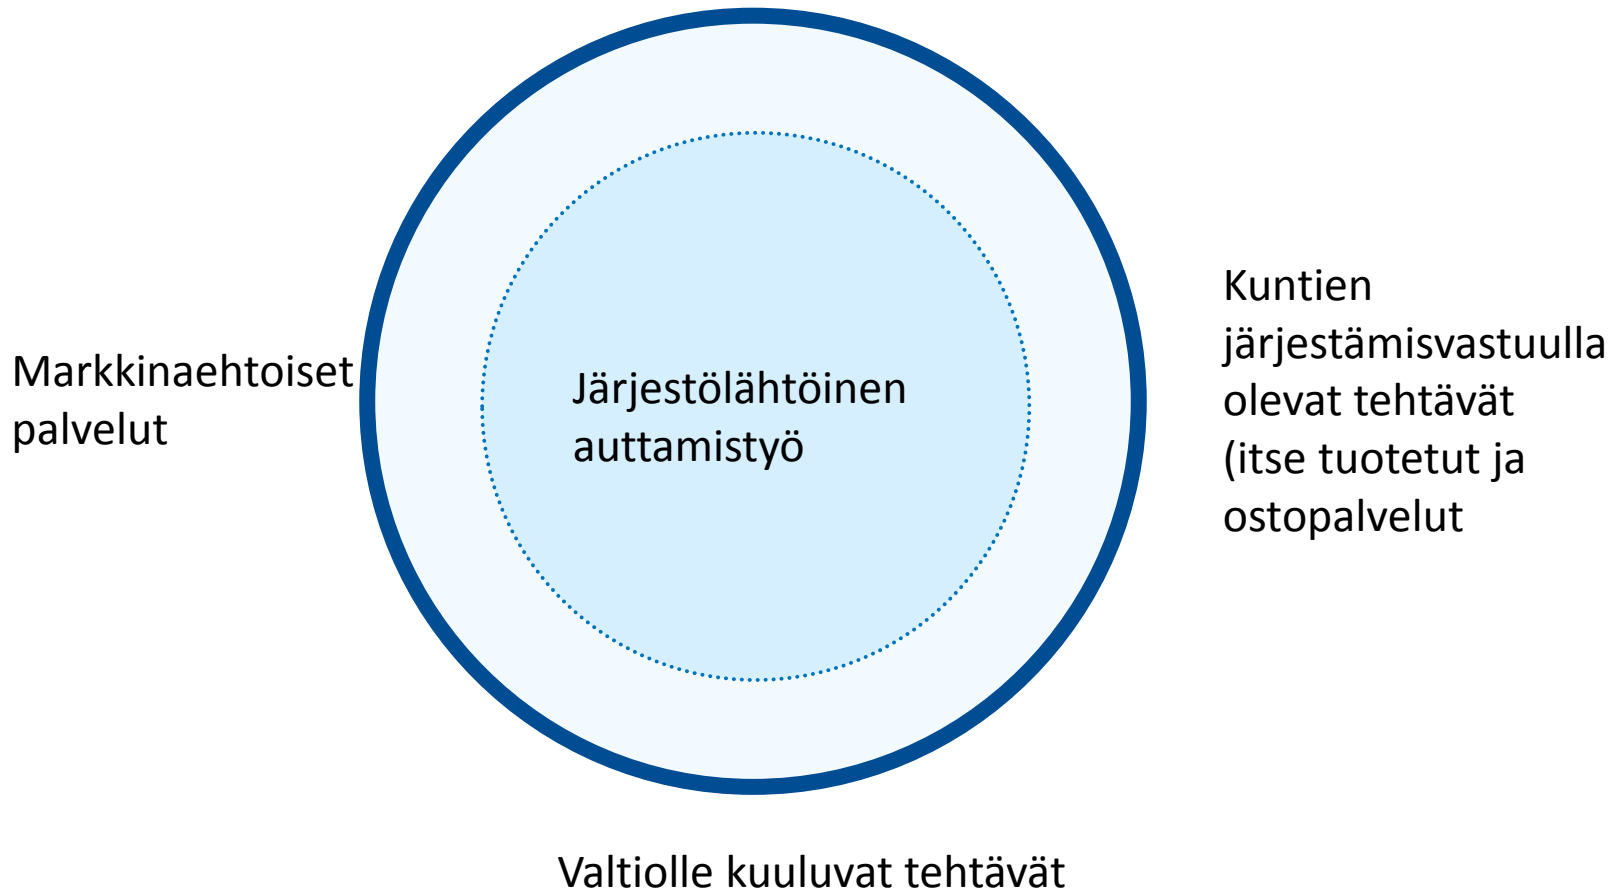 Markkinaehtoiset
palvelut
Järjestölähtöinen
auttamistyö
Kuntien
järjestämisvastuulla
olevat tehtävät
(itse tuotetut ja
ostopalvelut
Valtiolle kuuluvat tehtävät